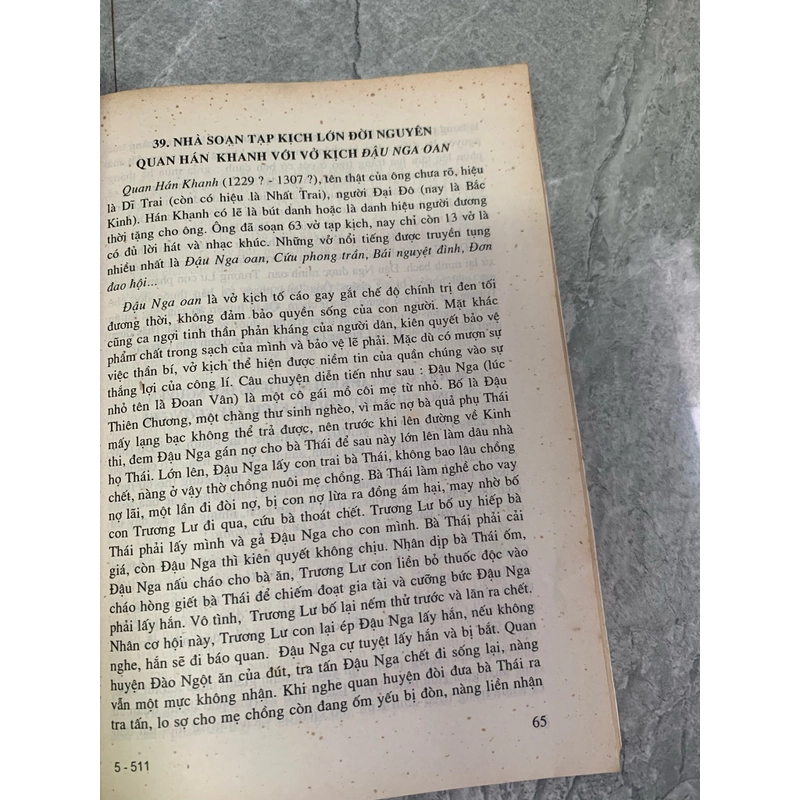 39. NHÀ SOẠN TẠP KỊCH LỚN ĐỜI NGUYÊN
QUAN HÁN KHANH VỚI VỞ KỊCH ĐẬU NGA OAN
Quan Hán Khanh (1229 ? - 1307 ?), tên thật của ông chưa rõ, hiệu
là Dĩ Trai (còn có hiệu là Nhất Trai), người Đại Đô (nay là Bắc
Kinh). Hán Khanh có lẽ là bút danh hoặc là danh hiệu người đương
thời tặng cho ông. Ông đã soạn 63 vở tạp kịch, nay chỉ còn 13 vở là
có đủ lời hát và nhạc khúc. Những vở nổi tiếng được truyền tụng
nhiều nhất là Đậu Nga oan, Cứu phong trần, Bái nguyệt đình, Đơn
đao hội...
Đậu Nga oan là vở kịch tố cáo gay gắt chế độ chính trị đen tối
đương thời, không đảm bảo quyền sống của con người. Mặt khác
cũng ca ngợi tinh thần phản kháng của người dân, kiên quyết bảo vệ
phẩm chất trong sạch của mình và bảo vệ lẽ phải. Mặc dù có mượn sự
việc thần bí, vở kịch thể hiện được niềm tin của quần chúng vào sự
thắng lợi của công lí. Câu chuyện diễn tiến như sau : Đậu Nga (lúc
nhỏ tên là Đoan Vân) là một cô gái mồ côi mẹ từ nhỏ. Bố là Đậu
Thiên Chương, một chàng thư sinh nghèo, vì mắc nợ bà quả phụ Thái
mấy lạng bạc không thể trả được, nên trước khi lên đường về Kinh
thi, đem Đậu Nga gán nợ cho bà Thái để sau này lớn lên làm dâu nhà
họ Thái. Lớn lên, Đậu Nga lấy con trai bà Thái, không bao lâu chồng
chết, nàng ở vậy thờ chồng nuôi mẹ chồng. Bà Thái làm nghề cho vay
nợ lãi, một lần đi đòi nợ, bị con nợ lừa ra đồng ám hại, may nhờ bố
con Trương Lư đi qua, cứu bà thoát chết. Trương Lư bố uy hiếp bà
Thái phải lấy mình và gả Đậu Nga cho con mình. Bà Thái phải cải
giá, còn Đậu Nga thì kiên quyết không chịu. Nhận dịp bà Thái ốm,
Đậu Nga nấu cháo cho bà ăn, Trương Lư con liền bỏ thuốc độc vào
cháo hòng giết bà Thái để chiếm đoạt gia tài và cưỡng bức Đậu Nga
phải lấy hắn. Vô tình, Trương Lư bố lại nếm thử trước và lăn ra chết.
Nhân cơ hội này, Trương Lư con lại ép Đậu Nga lấy hắn, nếu không
nghe, hắn sẽ đi báo quan. Đậu Nga cự tuyệt lấy hắn và bị bắt. Quan
huyện Đào Ngột ăn của đút, tra tấn Đậu Nga chết đi sống lại, nàng
vẫn một mực không nhận. Khi nghe quan huyện đòi đưa bà Thái ra
tra tấn, lo sợ cho mẹ chồng còn đang ốm yếu bị đòn, nàng liền nhận
65
5 - 511